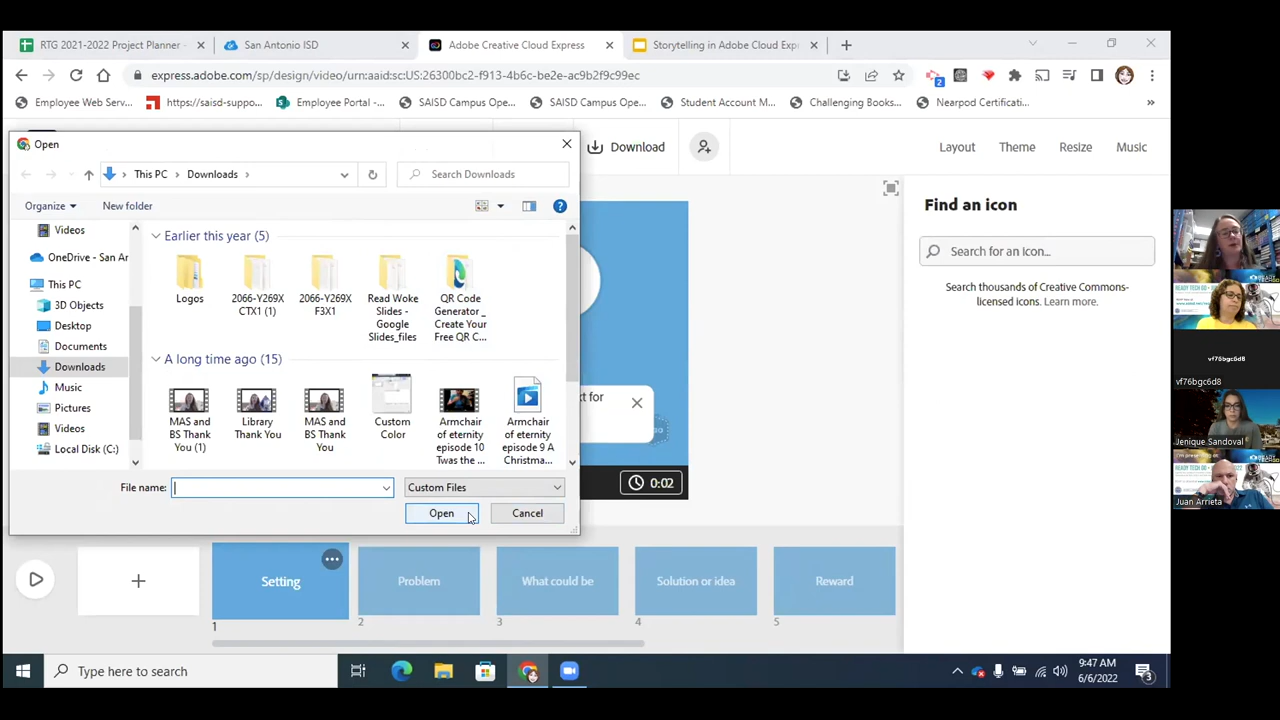 RTG 2021-2022 Project Planner -
San Antonio ISD
Adobe Creative Cloud Express
Storytelling in Adobe Cloud Expr
express.adobe.com/sp/design/video/urn:aaid:sc:US:26300bc2-f913-4b6c-be2e-ac9b2f9c99ec
2
Employee Web Serv...
https://saisd-suppo...
Employee Portal -...
SAISD Campus Ope...
SAISD Campus Ope...
Student Account M...
Challenging Books...
Nearpod Certificati...
»
Open
Download
Layout
Theme
Resize
Music
This PC
Downloads
Search Downloads
Organize
New folder
?
Find an icon
Search for an Icon...
Search thousands of Creative Commons-
licensed icons. Learn more.
Videos
OneDrive - San Ar
This PC
3D Objects
Desktop
Documents
Downloads
Music
Pictures
Videos
Local Disk (C:)
Earlier this year (5)
Logos
2066-Y269X
CTX1 (1)
2066-Y269X
F3X1
Read Woke
Slides -
Google
Slides_files
QR Code
Generator _
Create Your
Free QR C...
A long time ago (15)
MAS and
BS Thank
You (1)
Library
Thank You
MAS and
BS Thank
You
Custom
Color
Armchair
of eternity
episode 10
Twas the ...
Armchair
of eternity
episode 9 A
Christma...
File name:
Custom Files
Open
Cancel
xt for
0:02
+
Setting
Problem
What could be
Solution or idea
Reward
1
2
3
4
5
Type here to search
9:47 AM
6/6/2022
3
vf76bgc6d8
vf76bgc6d8
Jenique Sandoval
Juan Arrieta